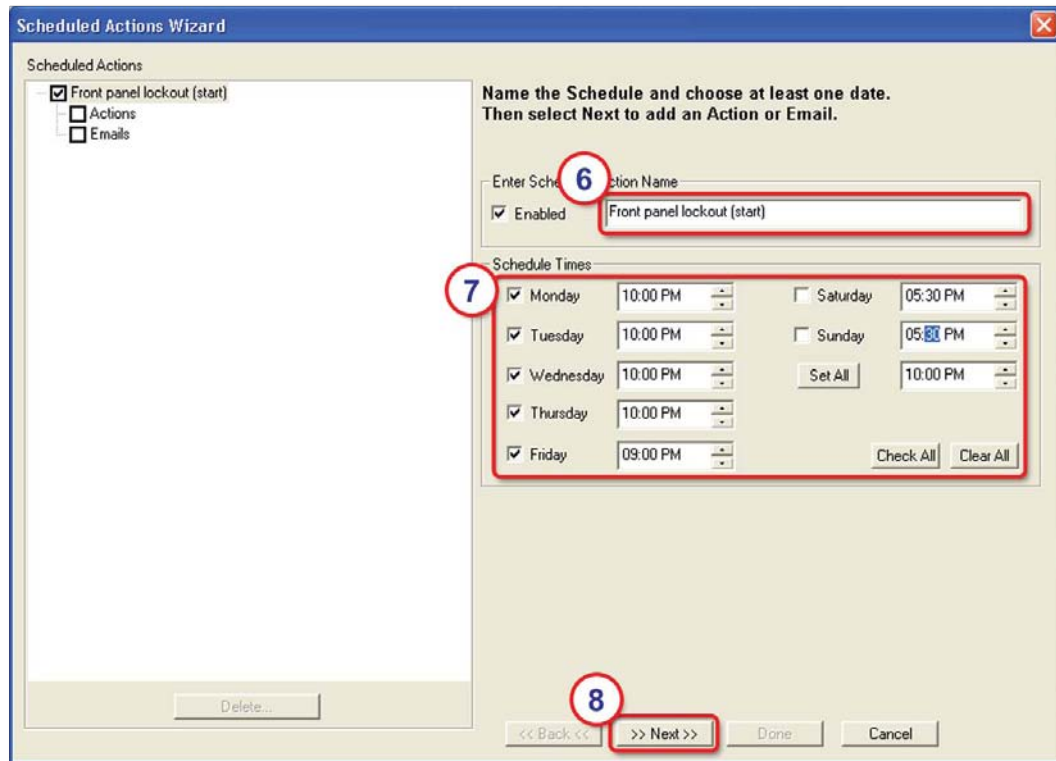 Scheduled Actions Wizard
Scheduled Actions
Front panel lockout (start)
Actions
Emails
Delete...
Name the Schedule and choose at least one date.
Then select Next to add an Action or Email.
6
Enter Sche ction Name
Enabled Front panel lockout (start)
Schedule Times
7
Monday 10:00 PM Saturday 05:30 PM
Tuesday 10:00 PM Sunday 05:30 PM
Wednesday 10:00 PM Set All 10:00 PM
Thursday 10:00 PM
Friday 09:00 PM Check All Clear All
8
<< Back << >> Next >> Done Cancel